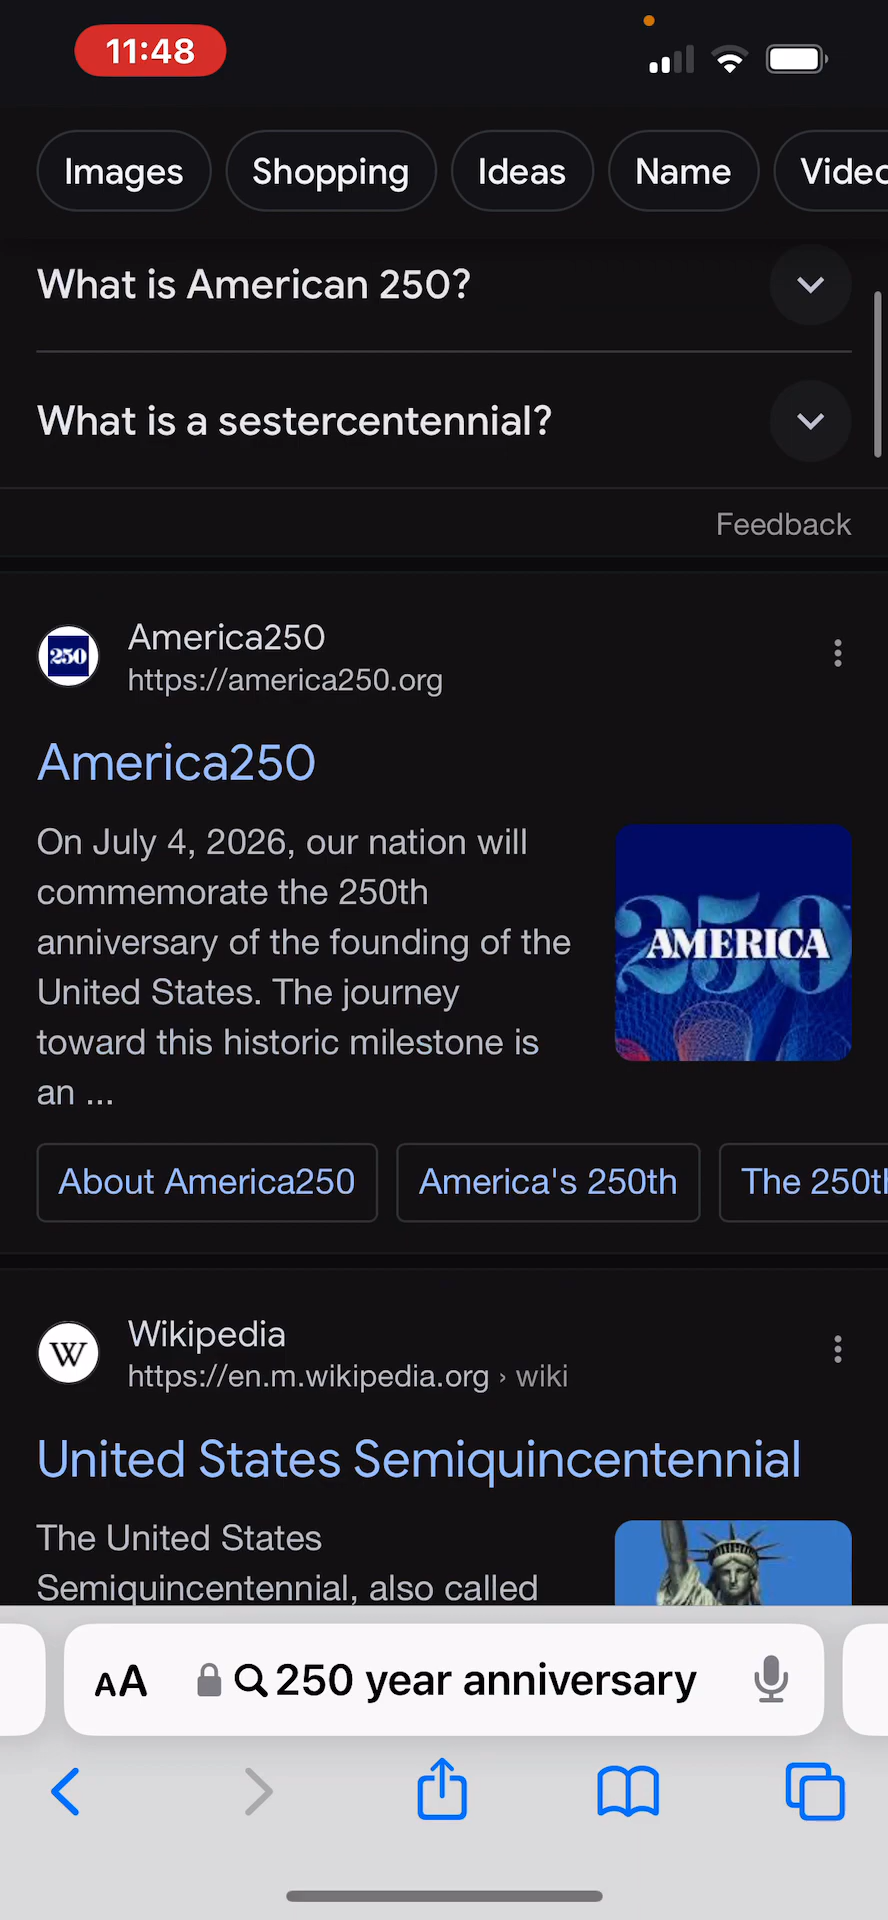 11:48
Images
Shopping
Ideas
Name
What is American 250?
What is a sestercentennial?
Feedback
250
America250
https://america250.org
America250
On July 4, 2026, our nation will
commemorate the 250th
anniversary of the founding of the
United States. The journey
toward this historic milestone is
an ...
250
AMERICA
About America250
America's 250th
The
W
Wikipedia
https://en.m.wikipedia.org › wiki
United States Semiquincentennial
The United States
Semiquincentennial, also called
AA
250 year anniversary